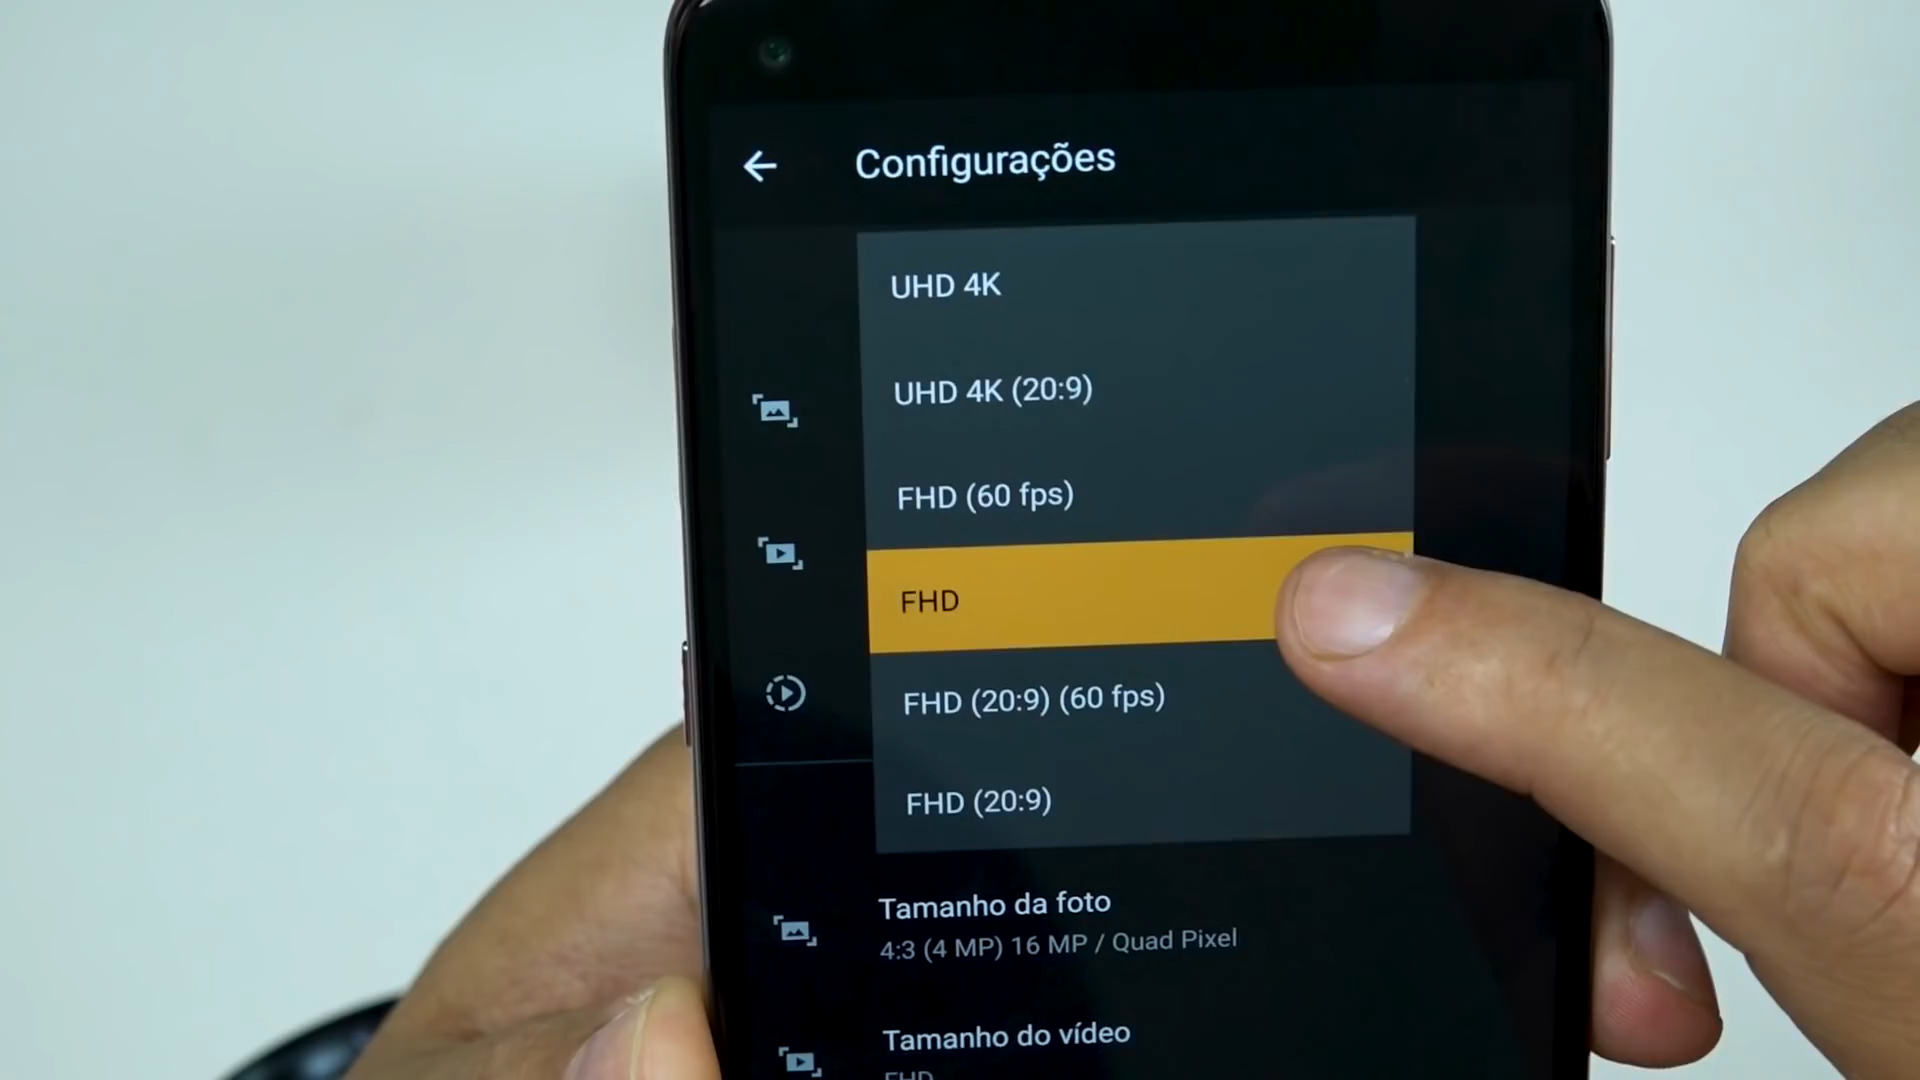 Configurações
UHD 4K
UHD 4K (20:9)
FHD (60 fps)
FHD
FHD (20:9) (60 fps)
FHD (20:9)
Tamanho da foto
4:3 (4 MP) 16 MP / Quad Pixel
Tamanho do vídeo
FHD